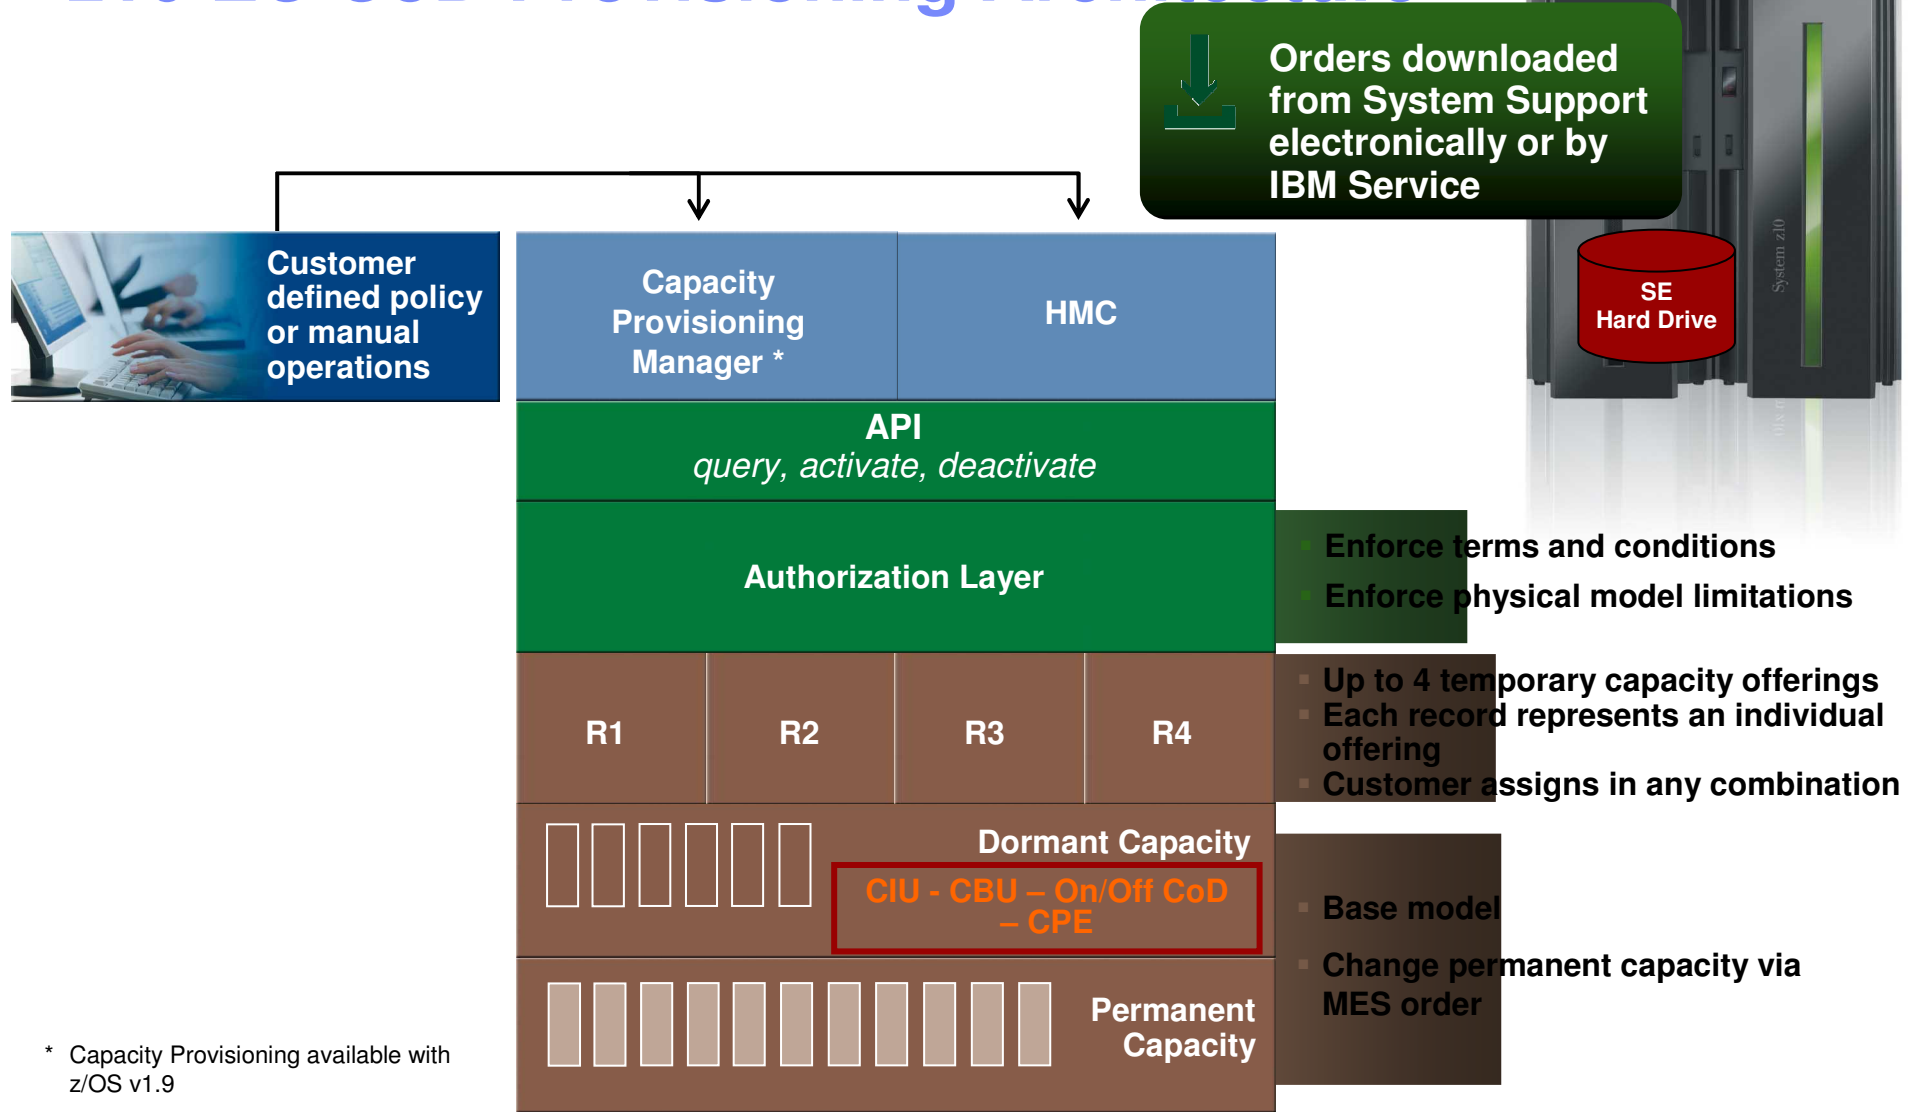 Orders downloaded
from System Support
electronically or by
IBM Service
Customer
defined policy
or manual
operations
Capacity
Provisioning
Manager *
HMC
SE
Hard Drive
System z10
API
query, activate, deactivate
Authorization Layer
Enforce terms and conditions
Enforce physical model limitations
R1
R2
R3
R4
Up to 4 temporary capacity offerings
Each record represents an individual
offering
Customer assigns in any combination
Dormant Capacity
CIU - CBU – On/Off CoD
– CPE
Base model
Change permanent capacity via
MES order
Permanent
Capacity
* Capacity Provisioning available with
z/OS v1.9